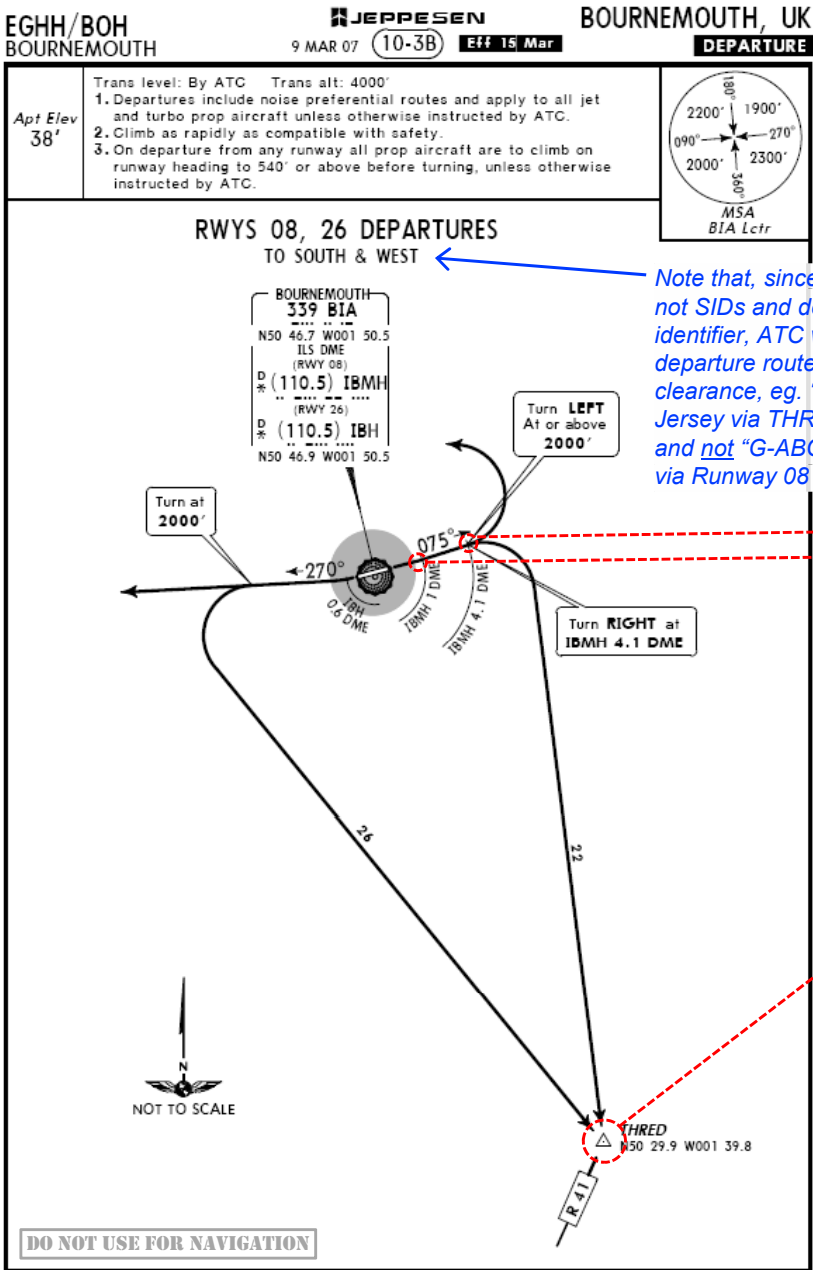 EGHH/BOH
BOURNEMOUTH
JEPPESEN
9 MAR 07 10-3B Eff 15 Mar
BOURNEMOUTH, UK
DEPARTURE
Apt Elev
38'
Trans level: By ATC Trans alt: 4000'
1. Departures include noise preferential routes and apply to all jet
and turbo prop aircraft unless otherwise instructed by ATC.
2. Climb as rapidly as compatible with safety.
3. On departure from any runway all prop aircraft are to climb on
runway heading to 540' or above before turning, unless otherwise
instructed by ATC.
180°
2200' 1900'
090° 270°
2000' 2300'
360°
MSA
BIA Lctr
RWYS 08, 26 DEPARTURES
TO SOUTH & WEST
Note that, since
not SIDs and d
identifier, ATC
departure route
clearance, eg.
Jersey via THR
and not "G-ABC
via Runway 08
BOURNEMOUTH
339 BIA
N50 46.7 W001 50.5
ILS DME
(RWY 08)
D
* (110.5) IBMH
(RWY 26)
D
* (110.5) IBH
N50 46.9 W001 50.5
Turn LEFT
At or above
2000'
Turn at
2000'
270°
075°
IBH
0.6 DME
IBMH 1 DME
IBMH 4.1 DME
Turn RIGHT at
IBMH 4.1 DME
26
22
N
NOT TO SCALE
THRED
N50 29.9 W001 39.8
R 41
DO NOT USE FOR NAVIGATION